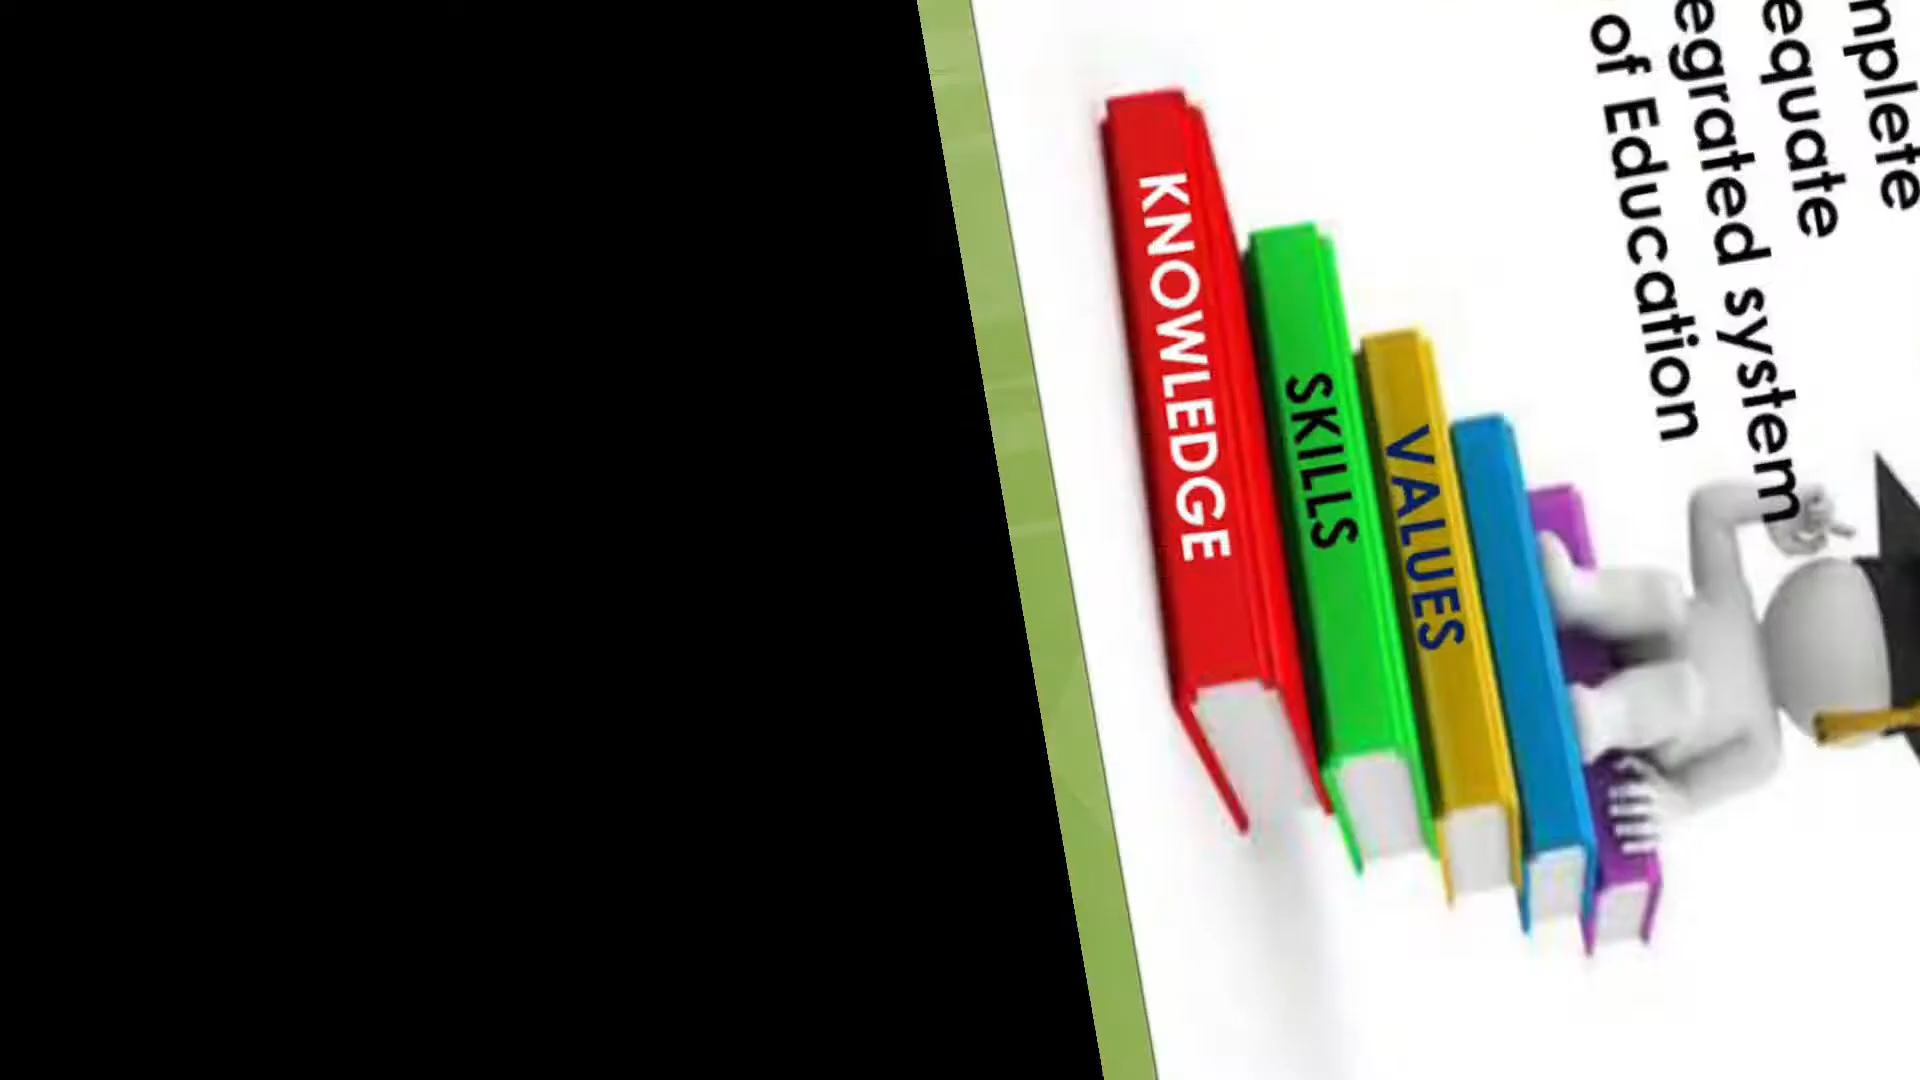 nplete
equate
egrated system
of Education
VALUES
SKILLS
KNOWLEDGE